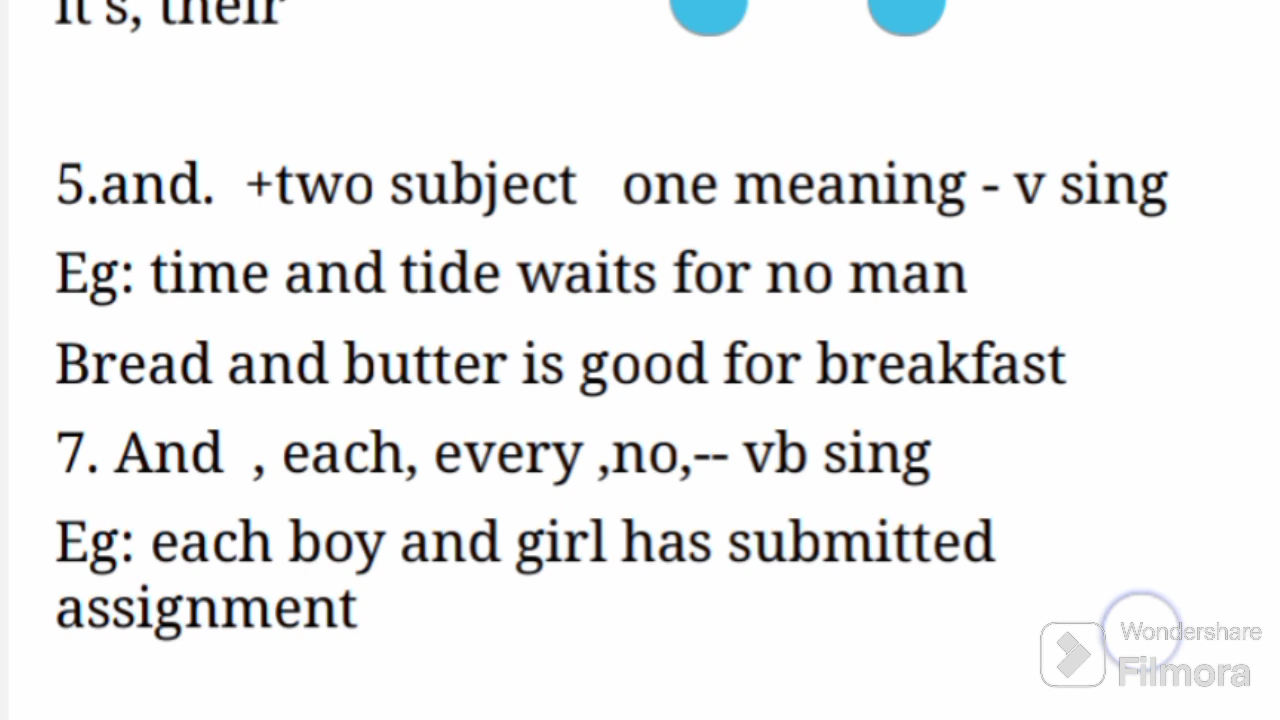 it's, their
5.and. +two subject one meaning - v sing
Eg: time and tide waits for no man
Bread and butter is good for breakfast
7. And , each, every ,no,-- vb sing
Eg: each boy and girl has submitted
assignment
Wondershare
Filmora